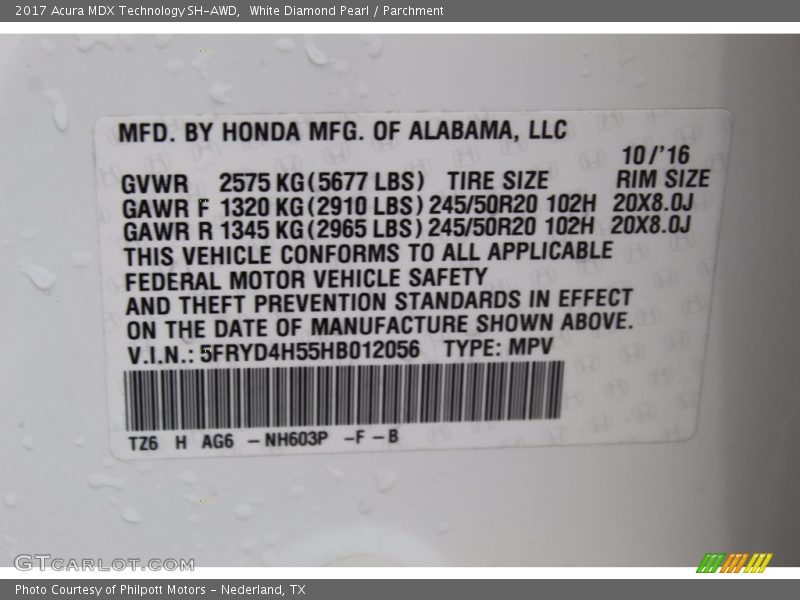 2017 Acura MDX Technology SH-AWD,  White Diamond Pearl / Parchment
MFD. BY HONDA MFG. OF ALABAMA, LLC
10/'16
GVWR 2575 KG (5677 LBS) TIRE SIZE RIM SIZE
GAWR F 1320 KG (2910 LBS) 245/50R20 102H 20X8.0J
GAWR R 1345 KG (2965 LBS) 245/50R20 102H 20X8.0J
THIS VEHICLE CONFORMS TO ALL APPLICABLE
FEDERAL MOTOR VEHICLE SAFETY
AND THEFT PREVENTION STANDARDS IN EFFECT
ON THE DATE OF MANUFACTURE SHOWN ABOVE.
V.I.N.: 5FRYD4H55HB012056 TYPE: MPV
TZ6 H AG6 -NH603P -F-B
GTCARLOT.COM
Photo Courtesy of Philpott Motors - Nederland, TX